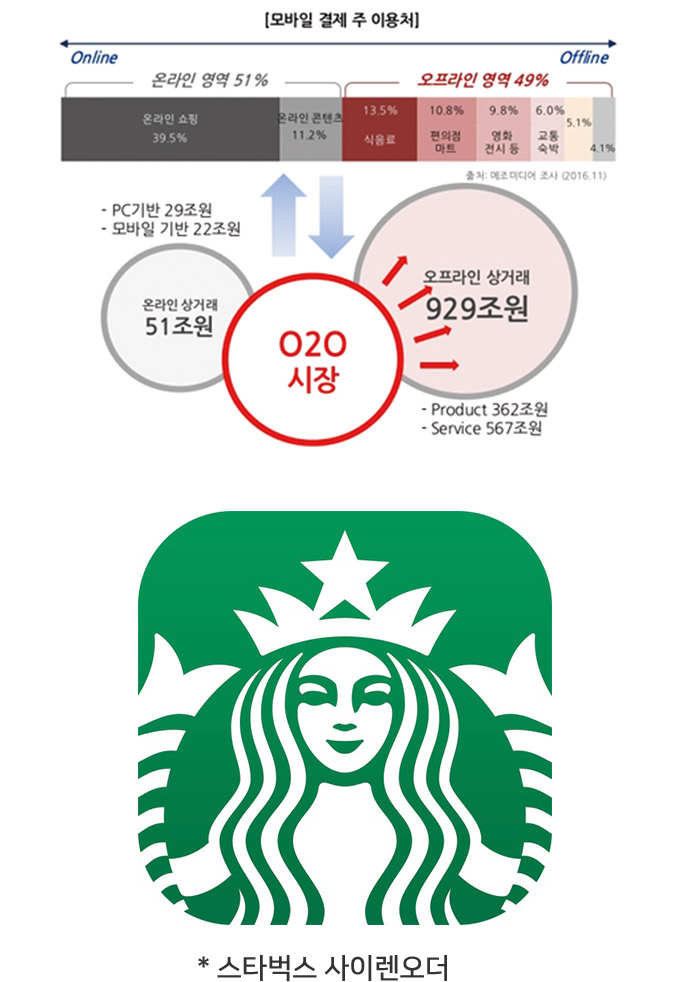 [모바일 결제 주 이용처]
Online
Offline
온라인 영역 51%
오프라인 영역 49%
온라인 쇼핑
39.5%
온라인 콘텐츠
11.2%
13.5%
식음료
10.8%
편의점
마트
9.8%
영화
전시 등
6.0%
교통
숙박
5.1%
4.1%
출처: 메조미디어 조사 (2016.11)
- PC기반 29조원
- 모바일 기반 22조원
온라인 상거래
51조원
O2O
시장
오프라인 상거래
929조원
- Product 362조원
- Service 567조원
* 스타벅스 사이렌오더